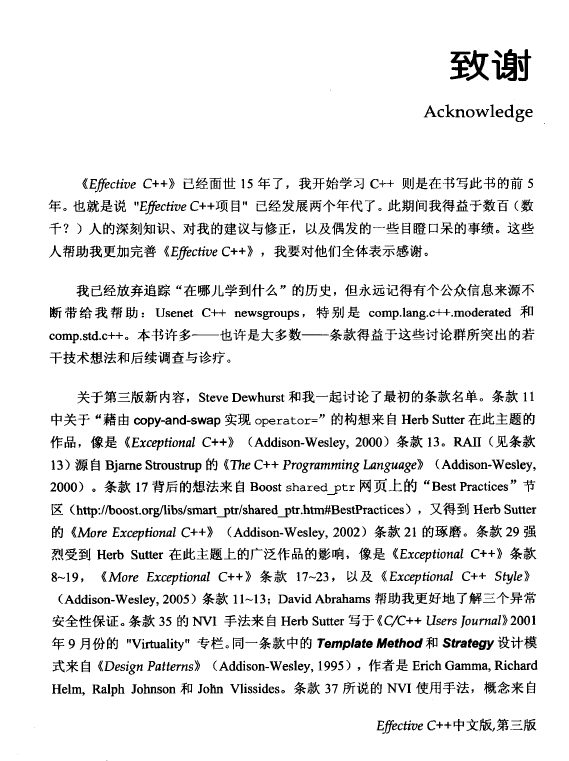 致谢
Acknowledge
《Effective C++》已经面世 15 年了，我开始学习 C++ 则是在书写此书的前 5
年。也就是说 "Effective C++项目" 已经发展两个年代了。此期间我得益于数百（数
千？）人的深刻知识、对我的建议与修正，以及偶发的一些目瞪口呆的事绩。这些
人帮助我更加完善《Effective C++》，我要对他们全体表示感谢。
我已经放弃追踪“在哪儿学到什么”的历史，但永远记得有个公众信息来源不
断带给我帮助：Usenet C++ newsgroups，特别是 comp.lang.c++.moderated 和
comp.std.c++。本书许多——也许是大多数——条款得益于这些讨论群所突出的若
干技术想法和后续调查与诊疗。
关于第三版新内容，Steve Dewhurst 和我一起讨论了最初的条款名单。条款 11
中关于“藉由 copy-and-swap 实现 operator=”的构想来自 Herb Sutter 在此主题的
作品，像是《Exceptional C++》（Addison-Wesley, 2000）条款 13。RAII（见条款
13）源自 Bjarne Stroustrup 的《The C++ Programming Language》（Addison-Wesley,
2000）。条款 17 背后的想法来自 Boost shared_ptr 网页上的“Best Practices”节
区（http://boost.org/libs/smart_ptr/shared_ptr.htm#BestPractices），又得到 Herb Sutter
的《More Exceptional C++》（Addison-Wesley, 2002）条款 21 的琢磨。条款 29 强
烈受到 Herb Sutter 在此主题上的广泛作品的影响，像是《Exceptional C++》条款
8~19，《More Exceptional C++》条款 17~23，以及《Exceptional C++ Style》
（Addison-Wesley, 2005）条款 11~13；David Abrahams 帮助我更好地了解三个异常
安全性保证。条款 35 的 NVI 手法来自 Herb Sutter 写于《C/C++ Users Journal》2001
年 9 月份的 "Virtuality" 专栏。同一条款中的 Template Method 和 Strategy 设计模
式来自《Design Patterns》（Addison-Wesley, 1995），作者是 Erich Gamma, Richard
Helm, Ralph Johnson 和 John Vlissides。条款 37 所说的 NVI 使用手法，概念来自
Effective C++中文版,第三版